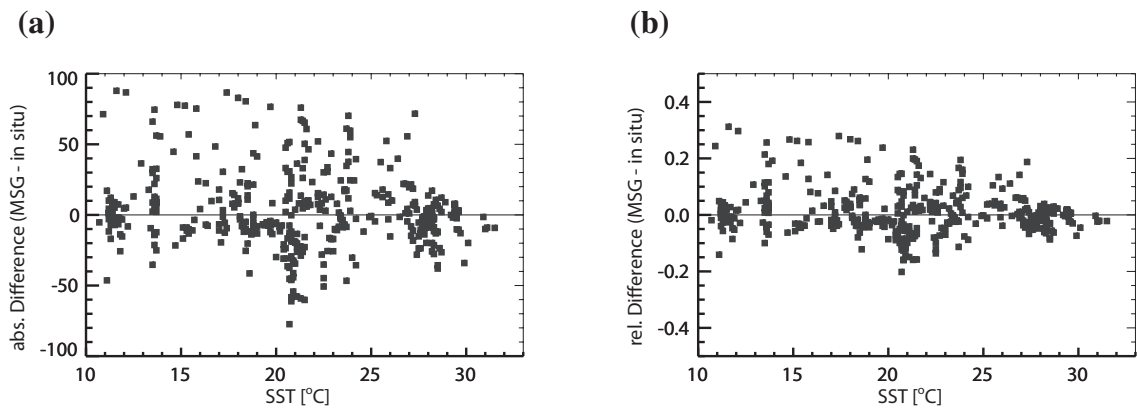 (a)
(b)
abs. Difference (MSG - in situ)
100
50
0
-50
-100
10 15 20 25 30
SST [°C]
rel. Difference (MSG - in situ)
0.4
0.2
0.0
-0.2
-0.4
10 15 20 25 30
SST [°C]